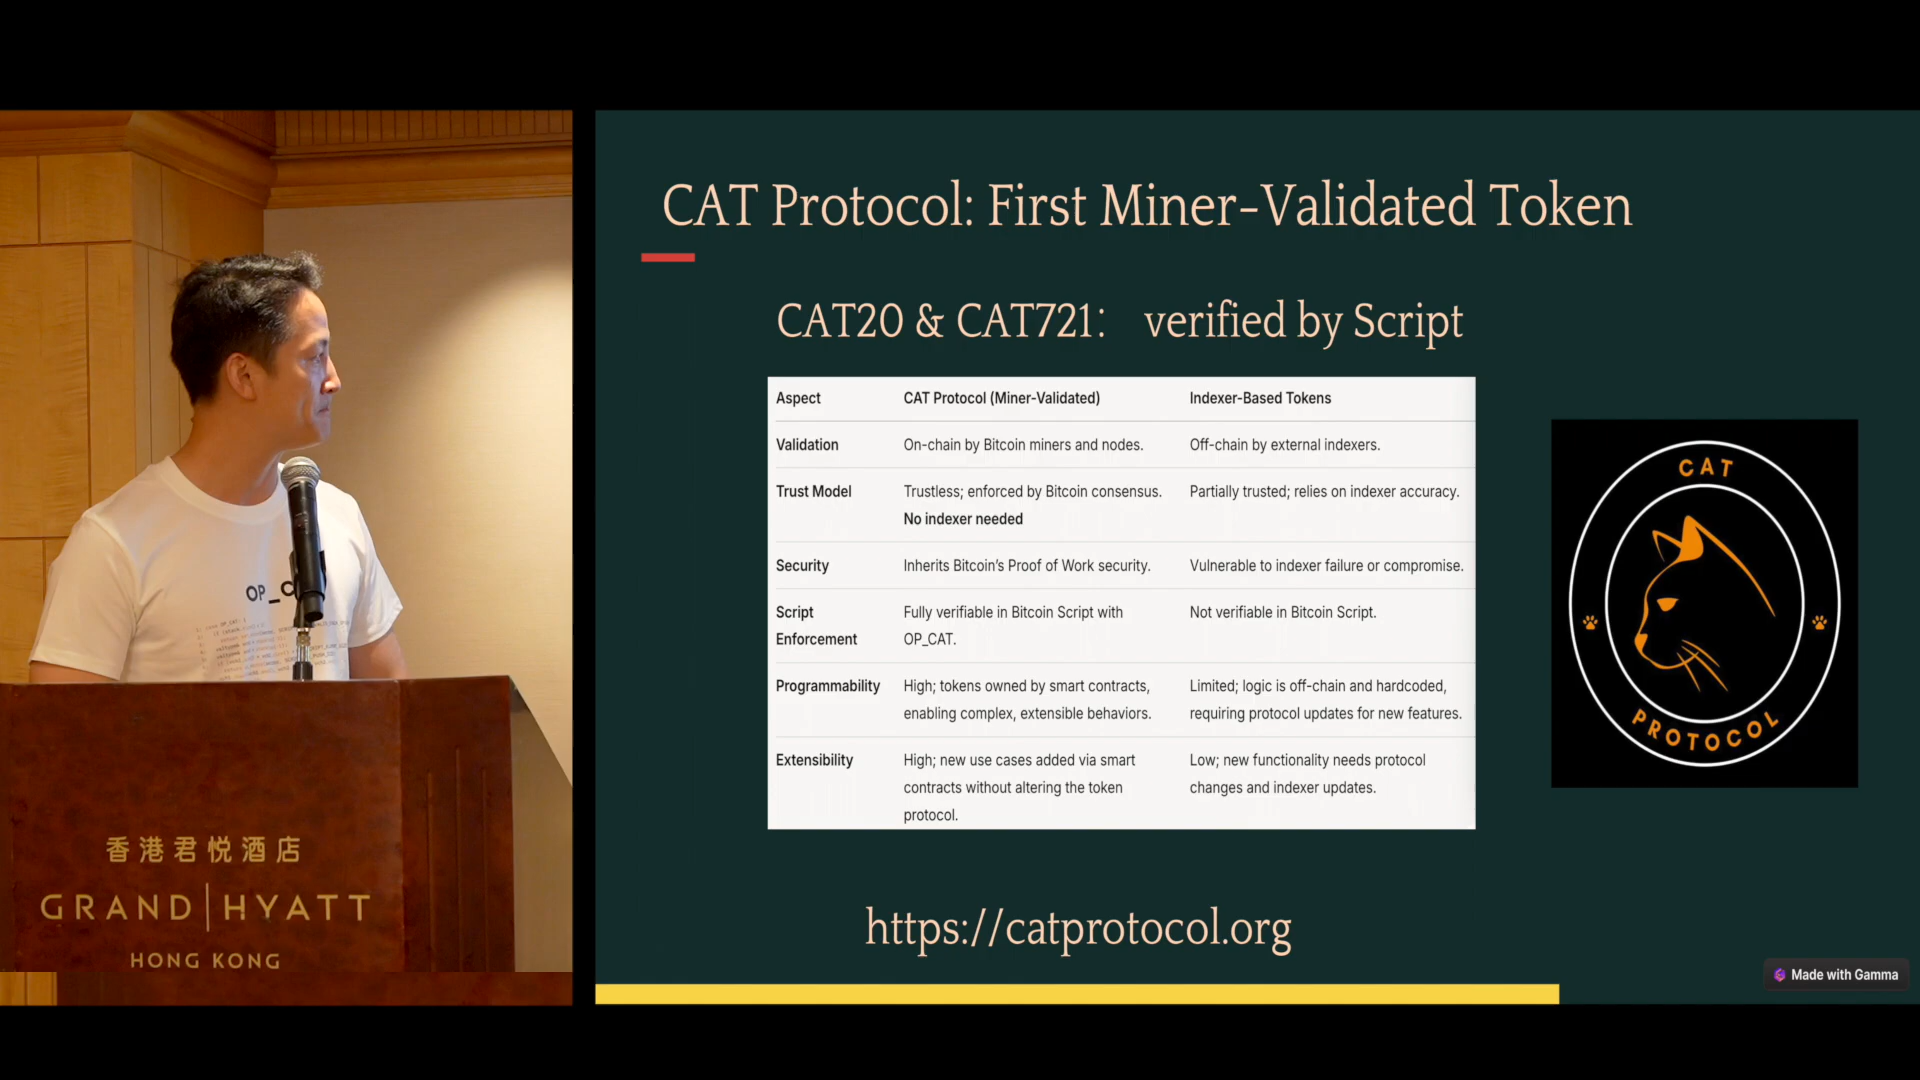 CAT Protocol: First Miner-Validated Token
CAT20 & CAT721: verified by Script
Aspect CAT Protocol (Miner-Validated) Indexer-Based Tokens
Validation On-chain by Bitcoin miners and nodes. Off-chain by external indexers.
Trust Model Trustless; enforced by Bitcoin consensus. Partially trusted; relies on indexer accuracy.
No indexer needed
Security Inherits Bitcoin's Proof of Work security. Vulnerable to indexer failure or compromise.
Script Fully verifiable in Bitcoin Script with Not verifiable in Bitcoin Script.
Enforcement OP_CAT.
Programmability High; tokens owned by smart contracts, Limited; logic is off-chain and hardcoded,
enabling complex, extensible behaviors. requiring protocol updates for new features.
Extensibility High; new use cases added via smart Low; new functionality needs protocol
contracts without altering the token changes and indexer updates.
protocol.
CAT
PROTOCOL
https://catprotocol.org
Made with Gamma
OP_C
香港君悦酒店
GRAND HYATT
HONG KONG